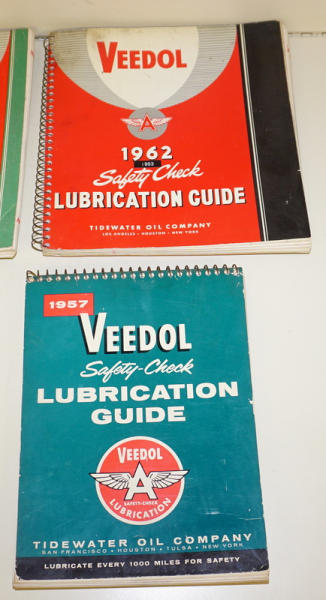 VEEDOL
A
1962
1963
Safety Check
LUBRICATION GUIDE
TIDEWATER OIL COMPANY
LOS ANGELES · HOUSTON · NEW YORK
1957
VEEDOL
Safety-Check
LUBRICATION
GUIDE
VEEDOL
A
SAFETY-CHECK
LUBRICATION
TIDEWATER OIL COMPANY
SAN FRANCISCO · HOUSTON · TULSA · NEW YORK
LUBRICATE EVERY 1000 MILES FOR SAFETY